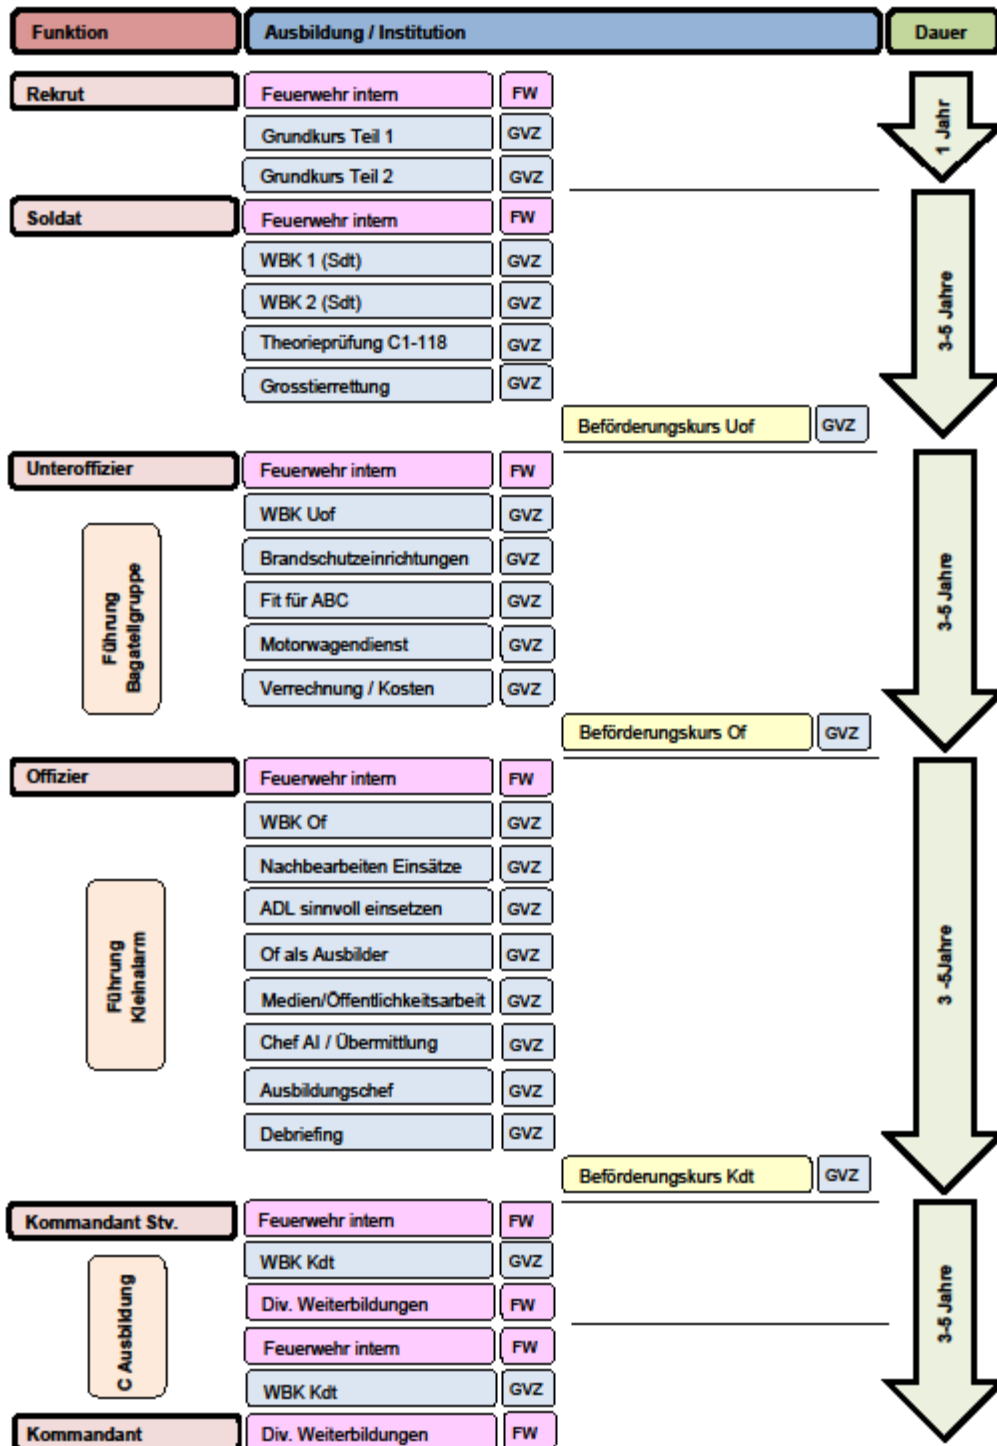 Funktion Ausbildung / Institution Dauer
Rekrut Feuerwehr intern FW
1 Jahr
Grundkurs Teil 1 GVZ
Grundkurs Teil 2 GVZ
Soldat Feuerwehr intern FW
WBK 1 (Sdt) GVZ
WBK 2 (Sdt) GVZ
3-5 Jahre
Theorieprüfung C1-118 GVZ
Grosstierrettung GVZ
Beförderungskurs Uof GVZ
Unteroffizier Feuerwehr intern FW
WBK Uof GVZ
Brandschutzeinrichtungen GVZ
Führung
Bagatellgruppe
Fit für ABC GVZ
3-5 Jahre
Motorwagendienst GVZ
Verrechnung / Kosten GVZ
Beförderungskurs Of GVZ
Offizier Feuerwehr intern FW
WBK Of GVZ
Nachbearbeiten Einsätze GVZ
ADL sinnvoll einsetzen GVZ
Führung
Kleinalarm
Of als Ausbilder GVZ
3 -5Jahre
Medien/Öffentlichkeitsarbeit GVZ
Chef AI / Übermittlung GVZ
Ausbildungschef GVZ
Debriefing GVZ
Beförderungskurs Kdt GVZ
Kommandant Stv. Feuerwehr intern FW
WBK Kdt GVZ
C Ausbildung
Div. Weiterbildungen FW
3-5 Jahre
Feuerwehr intern FW
WBK Kdt GVZ
Kommandant Div. Weiterbildungen FW